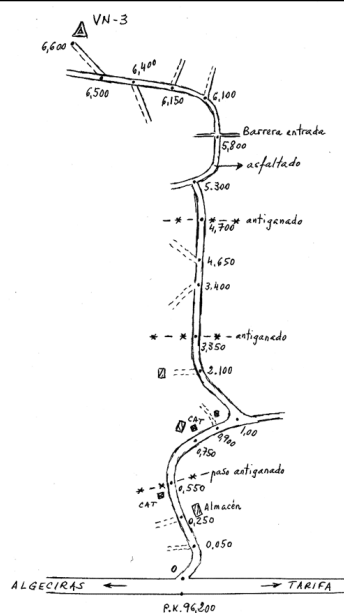 VN-3
6,600
6,400
6,500
6,150
6,100
Barrera entrada
5,800
asfaltado
5.300
4,700
antiganado
4.650
3.400
antiganado
3,350
2.100
CAT
1,00
9,900
0,750
paso antiganado
0,550
CAT
Almacén
0,250
0,050
0
ALGECIRAS
TARIFA
P.K. 96,200